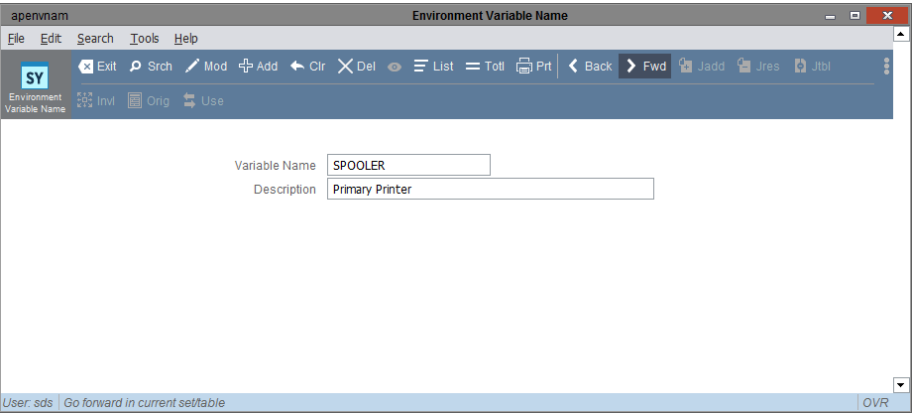 apenvnam Environment Variable Name
File Edit Search Tools Help
SY
Environment
Variable Name
Exit Srch Mod Add Clr Del List Totl Prt Back Fwd Jadd Jres Jtbl
Invl Orig Use
Variable Name SPOOLER
Description Primary Printer
User: sds Go forward in current set/table OVR